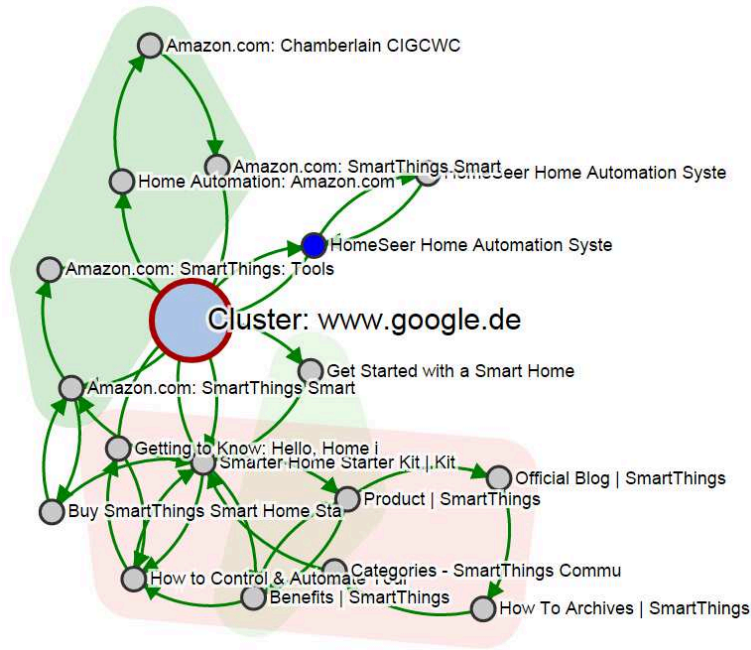 Amazon.com: Chamberlain CIGCWC
Amazon.com: SmartThings Smart
HomeSeer Home Automation Syste
Home Automation: Amazon.com
HomeSeer Home Automation Syste
Amazon.com: SmartThings: Tools
Cluster: www.google.de
Get Started with a Smart Home
Amazon.com: SmartThings Smart
Getting to Know: Hello, Home i
Smarter Home Starter Kit | Kit
Official Blog | SmartThings
Product | SmartThings
Buy SmartThings Smart Home Sta
Categories - SmartThings Commu
How to Control & Automate Your
Benefits | SmartThings
How To Archives | SmartThings